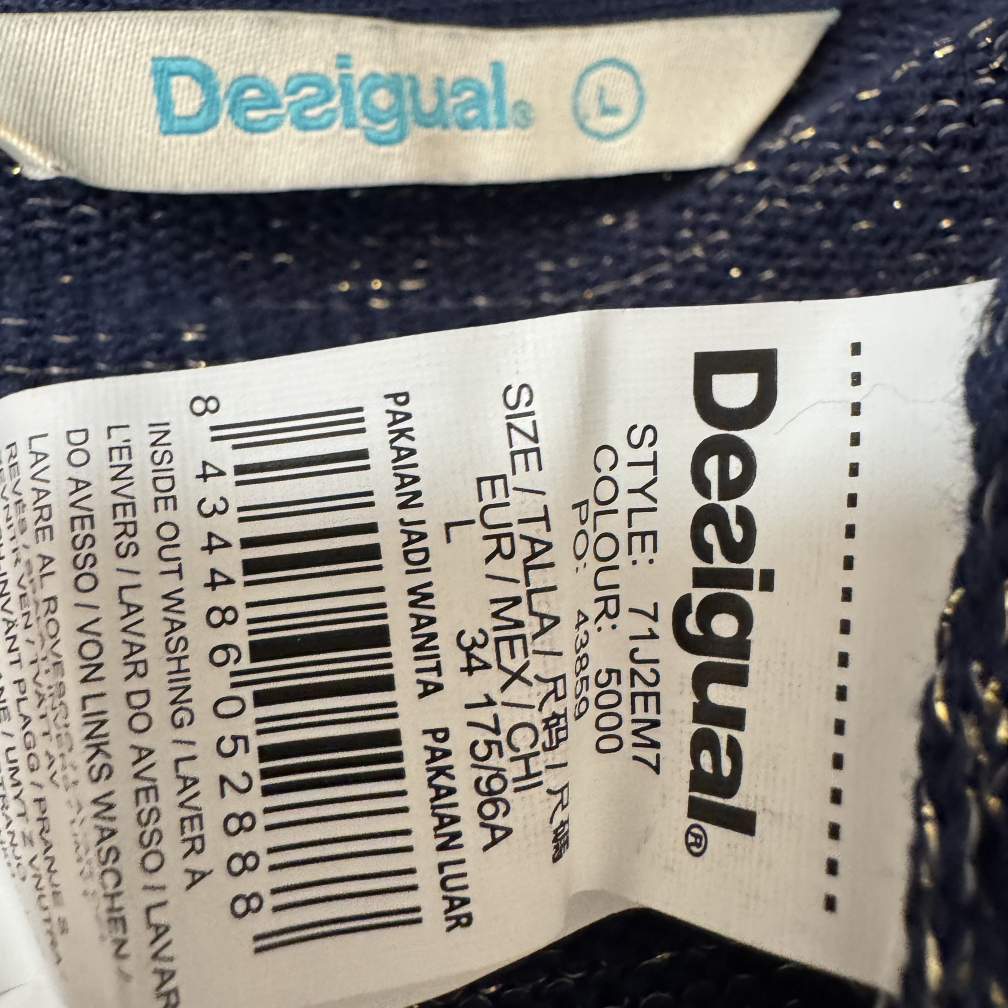 Desigual® L
Desigual®
STYLE: 71J2EM7
COLOUR: 5000
PO: 43859
SIZE / TALLA / 尺码 / 尺碼
EUR / MEX / CHI
L 34 175/96A
PAKAIAN JADI WANITA PAKAIAN LUAR
8 434486 052888
INSIDE OUT WASHING / LAVER À
L'ENVERS / LAVAR DO AVESSO / LAVAR
DO AVESSO / VON LINKS WASCHEN /
LAVARE AL ROVESCIO
REVÉS /